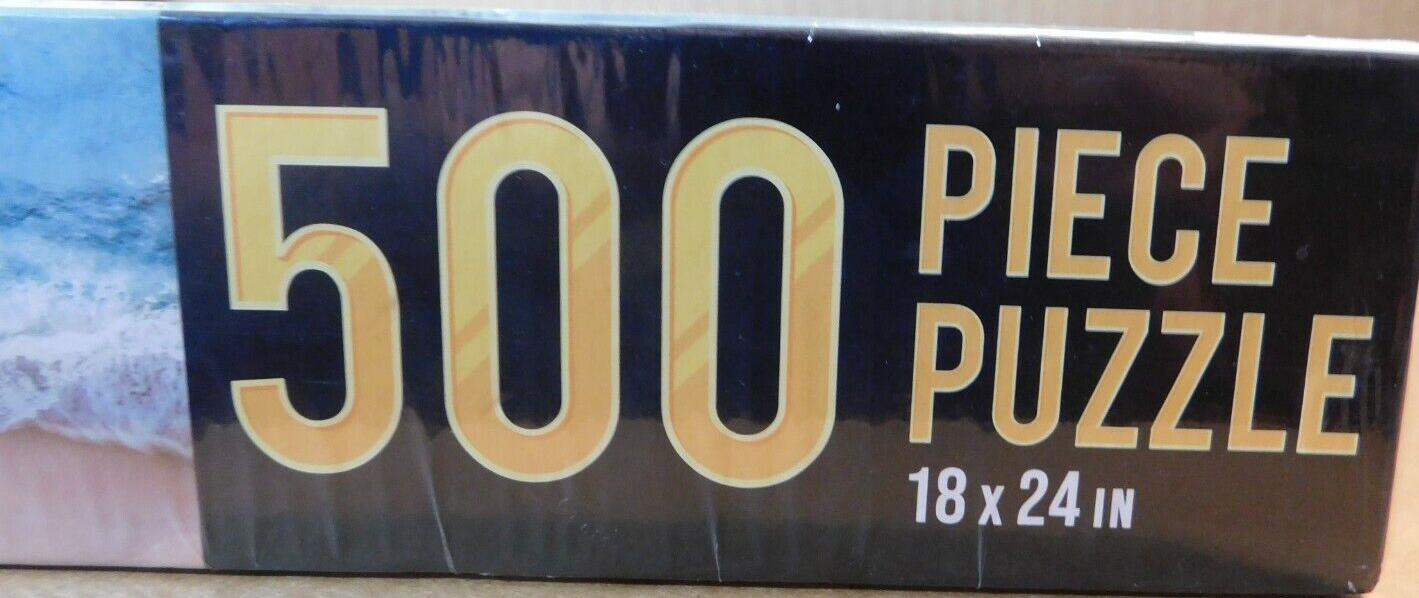 500
PIECE
PUZZLE
18 X 24 IN